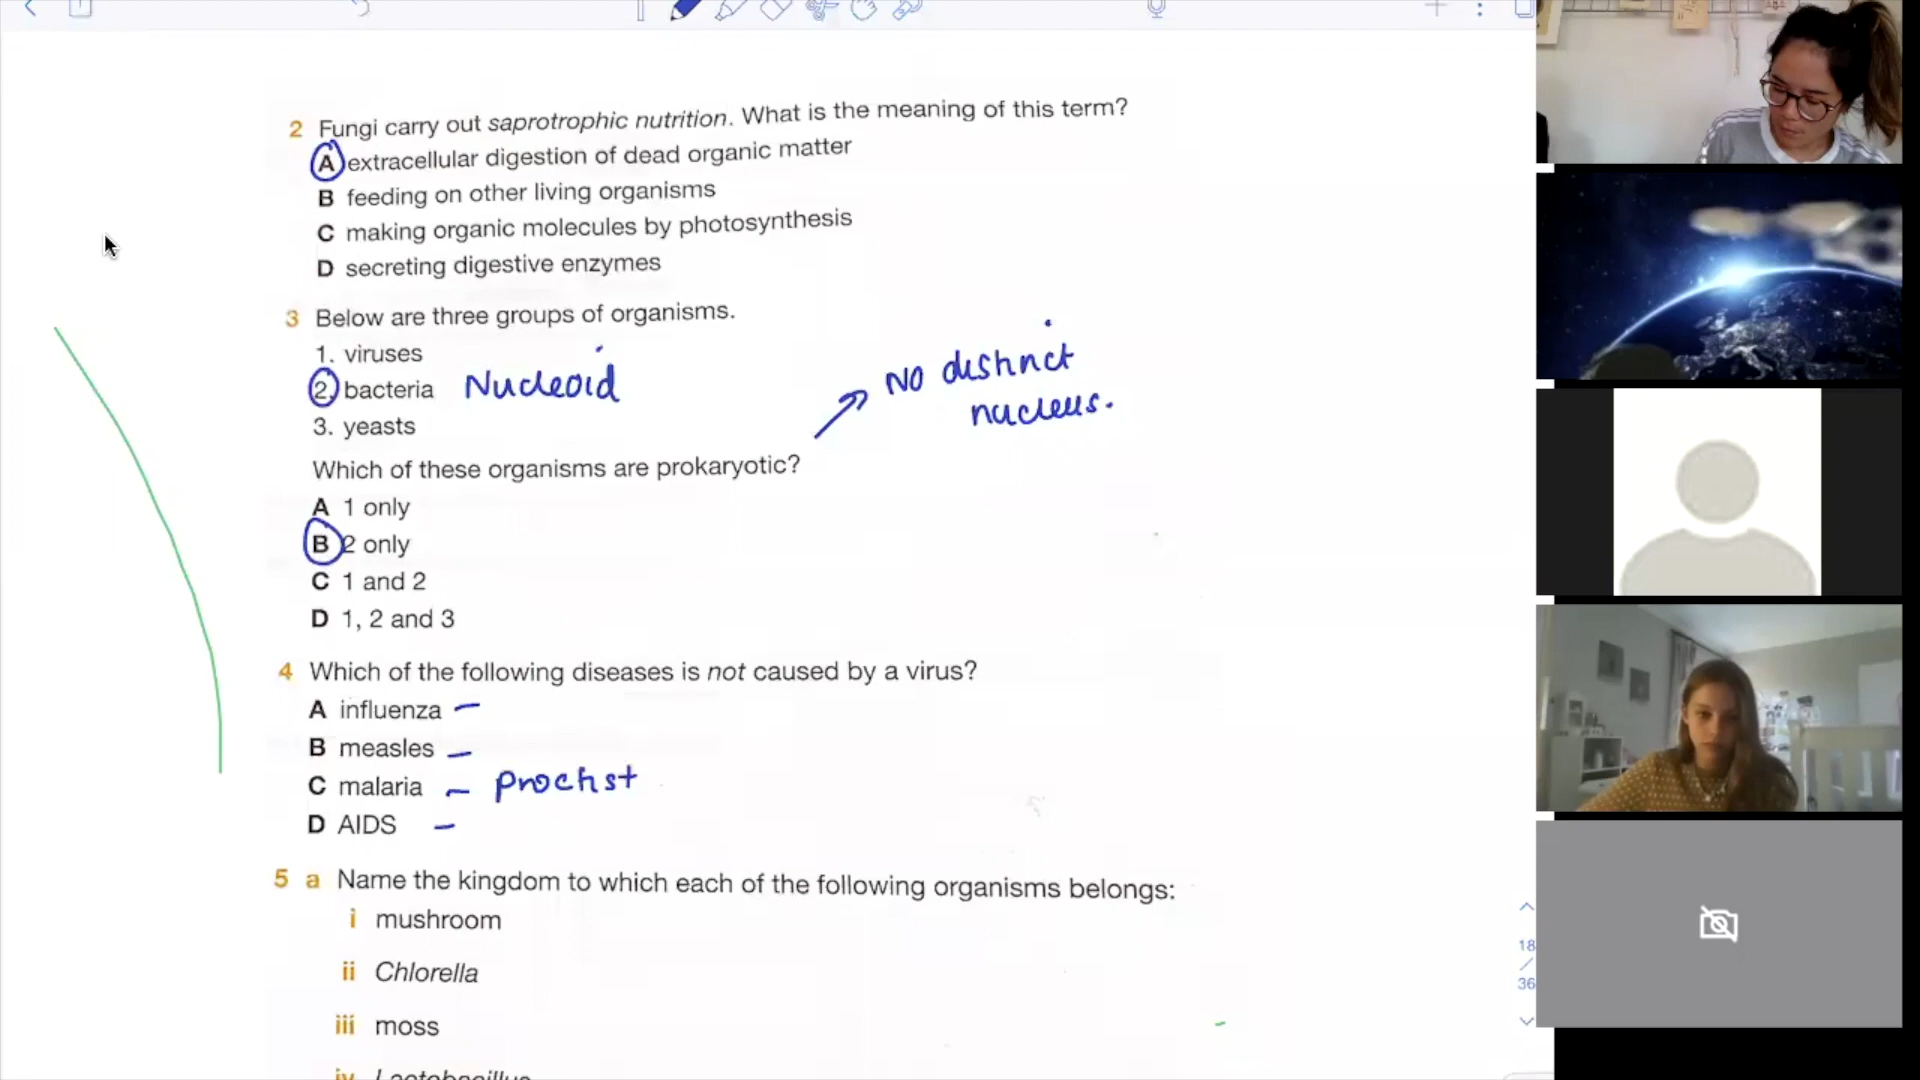 2 Fungi carry out saprotrophic nutrition. What is the meaning of this term?
A extracellular digestion of dead organic matter
B feeding on other living organisms
C making organic molecules by photosynthesis
D secreting digestive enzymes
3 Below are three groups of organisms.
1. viruses
2. bacteria Nucleoid
3. yeasts
No distinct
nucleus.
Which of these organisms are prokaryotic?
A 1 only
B 2 only
C 1 and 2
D 1, 2 and 3
4 Which of the following diseases is not caused by a virus?
A influenza
B measles
C malaria - Proctist
D AIDS
5 a Name the kingdom to which each of the following organisms belongs:
i mushroom
ii Chlorella
iii moss
iv Lactobacillus
18
/
36